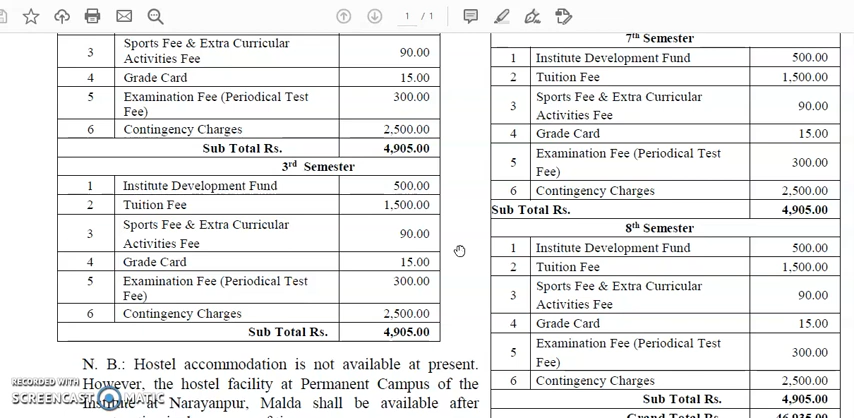 1 / 1
3 Sports Fee & Extra Curricular
Activities Fee 90.00
4 Grade Card 15.00
5 Examination Fee (Periodical Test
Fee) 300.00
6 Contingency Charges 2,500.00
Sub Total Rs. 4,905.00
3rd Semester
1 Institute Development Fund 500.00
2 Tuition Fee 1,500.00
3 Sports Fee & Extra Curricular
Activities Fee 90.00
4 Grade Card 15.00
5 Examination Fee (Periodical Test
Fee) 300.00
6 Contingency Charges 2,500.00
Sub Total Rs. 4,905.00
N. B.: Hostel accommodation is not available at present.
However, the hostel facility at Permanent Campus of the
Institute at Narayanpur, Malda shall be available after
7th Semester
1 Institute Development Fund 500.00
2 Tuition Fee 1,500.00
3 Sports Fee & Extra Curricular
Activities Fee 90.00
4 Grade Card 15.00
5 Examination Fee (Periodical Test
Fee) 300.00
6 Contingency Charges 2,500.00
Sub Total Rs. 4,905.00
8th Semester
1 Institute Development Fund 500.00
2 Tuition Fee 1,500.00
3 Sports Fee & Extra Curricular
Activities Fee 90.00
4 Grade Card 15.00
5 Examination Fee (Periodical Test
Fee) 300.00
6 Contingency Charges 2,500.00
Sub Total Rs. 4,905.00
Grand Total 46,035.00
RECORDED WITH
SCREENCAST MATIC